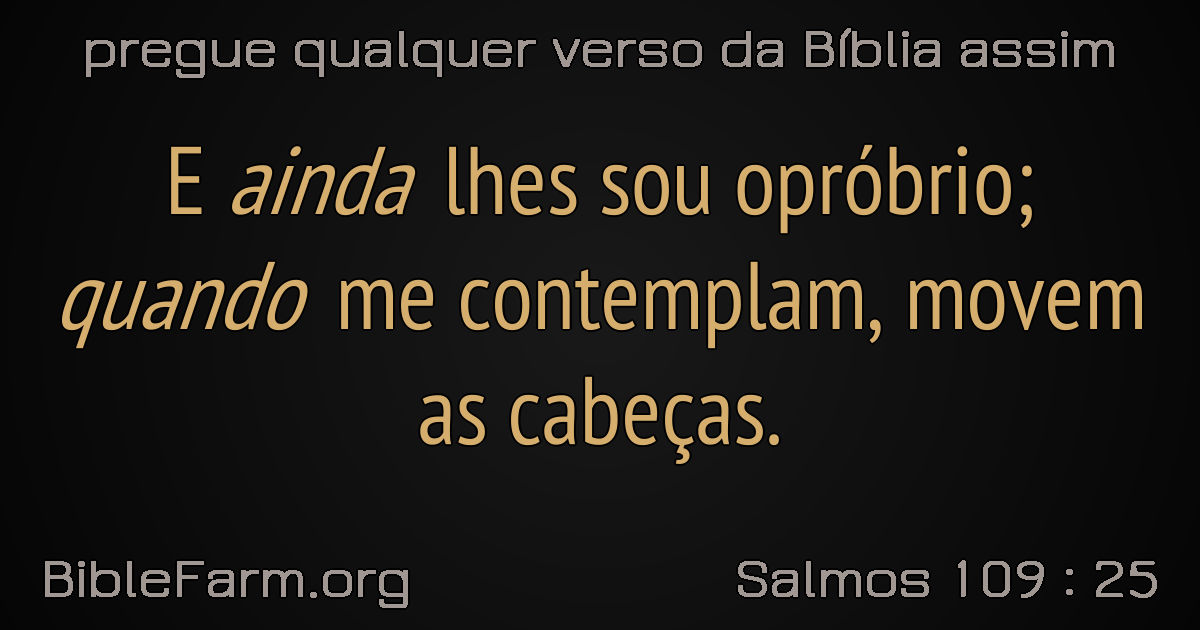 pregue qualquer verso da Bíblia assim
E ainda lhes sou opróbrio;
quando me contemplam, movem
as cabeças.
BibleFarm.org
Salmos 109 : 25